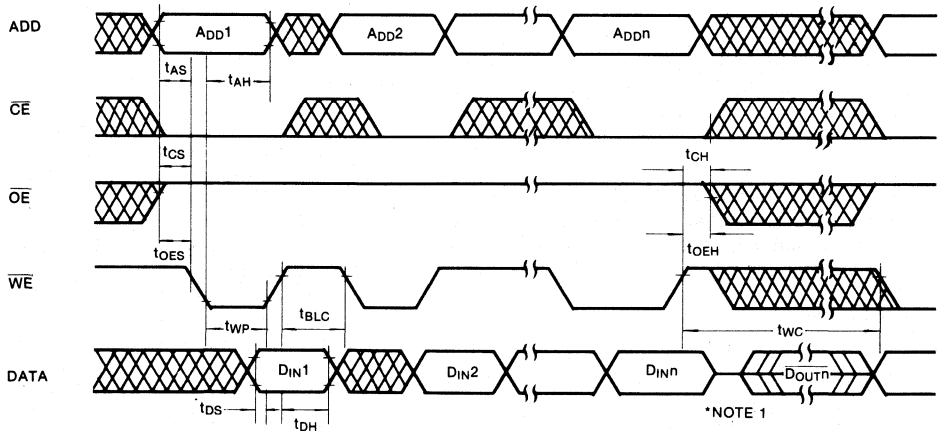 ADD
ADD1
ADD2
ADDn
tAS
tAH
CE
tCS
tCH
OE
tOES
tOEH
WE
tWP
tBLC
tWC
DATA
DIN1
DIN2
DINn
DOUTn
tDS
tDH
*NOTE 1